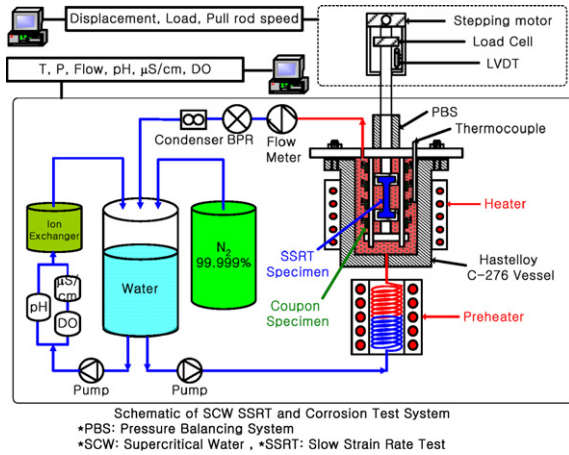 Displacement, Load, Pull rod speed
T, P, Flow, pH, μS/cm, DO
Stepping motor
Load Cell
LVDT
PBS
Thermocouple
Condenser
BPR
Flow
Meter
Ion
Exchanger
μS/
cm
pH
DO
Water
N2
99.999%
SSRT
Specimen
Coupon
Specimen
Heater
Hastelloy
C-276 Vessel
Preheater
Pump
Pump
Schematic of SCW SSRT and Corrosion Test System
*PBS: Pressure Balancing System
*SCW: Supercritical Water , *SSRT: Slow Strain Rate Test